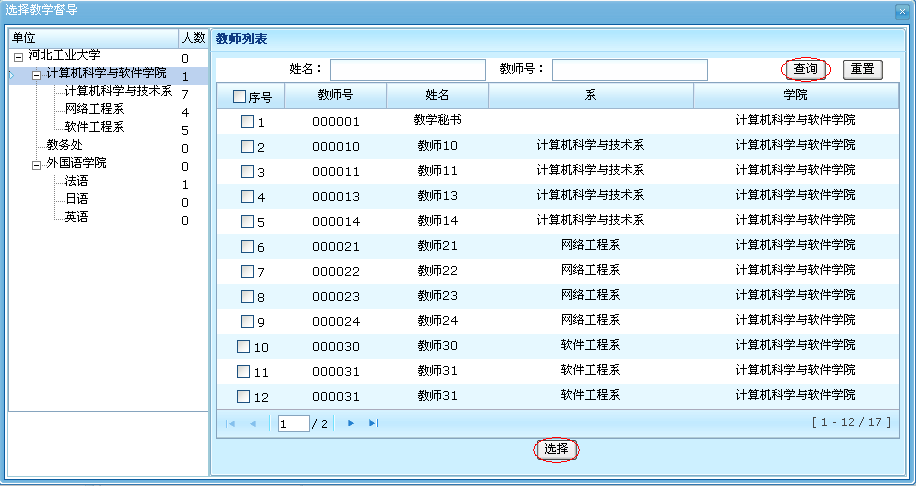 选择教学督导
单位 人数
河北工业大学 0
计算机科学与软件学院 1
计算机科学与技术系 7
网络工程系 4
软件工程系 5
教务处 0
外国语学院 0
法语 1
日语 0
英语 0
教师列表
姓名： 教师号： 查询 重置
序号 教师号 姓名 系 学院
1 000001 教学秘书 计算机科学与软件学院
2 000010 教师10 计算机科学与技术系 计算机科学与软件学院
3 000011 教师11 计算机科学与技术系 计算机科学与软件学院
4 000013 教师13 计算机科学与技术系 计算机科学与软件学院
5 000014 教师14 计算机科学与技术系 计算机科学与软件学院
6 000021 教师21 网络工程系 计算机科学与软件学院
7 000022 教师22 网络工程系 计算机科学与软件学院
8 000023 教师23 网络工程系 计算机科学与软件学院
9 000024 教师24 网络工程系 计算机科学与软件学院
10 000030 教师30 软件工程系 计算机科学与软件学院
11 000031 教师31 软件工程系 计算机科学与软件学院
12 000031 教师31 软件工程系 计算机科学与软件学院
1 / 2 [ 1 - 12 / 17 ]
选择